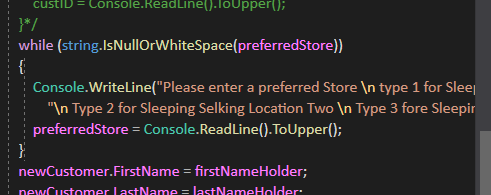 custID = Console.ReadLine().ToUpper();
}*/
while (string.IsNullOrWhiteSpace(preferredStore))
{
Console.WriteLine("Please enter a preferred Store \n type 1 for Sleep
"\n Type 2 for Sleeping Selking Location Two \n Type 3 fore Sleepin
preferredStore = Console.ReadLine().ToUpper();
}
newCustomer.FirstName = firstNameHolder;
newCustomer.LastName = lastNameHolder;